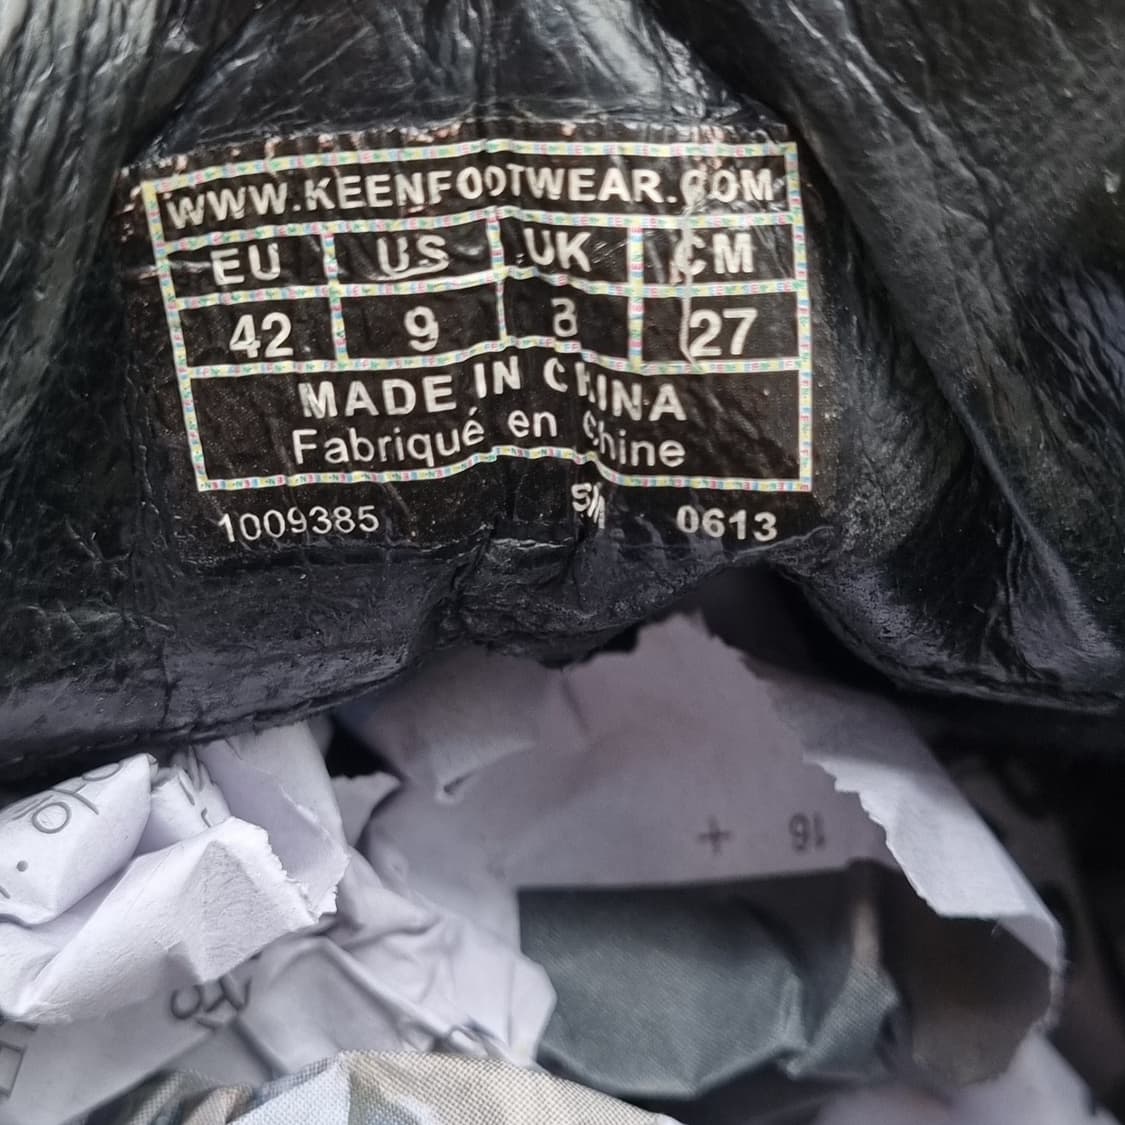 WWW.KEENFOOTWEAR.COM
EU US UK CM
42 9 8 27
MADE IN CHINA
Fabriqué en Chine
1009385 0613
+ 16